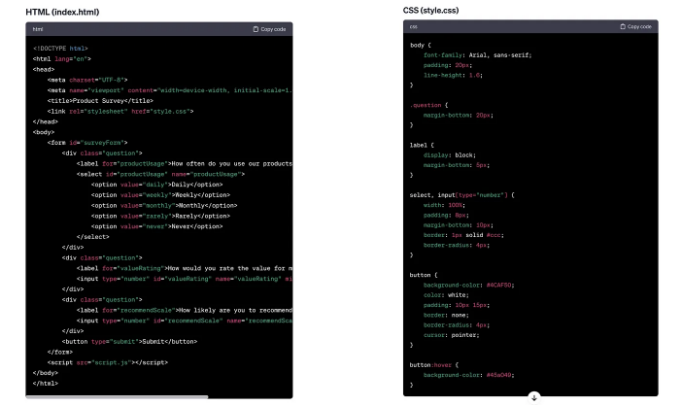 HTML (index.html)
html
Copy code
<!DOCTYPE html>
<html lang="en">
<head>
<meta charset="UTF-8">
<meta name="viewport" content="width=device-width, initial-scale=1.
<title>Product Survey</title>
<link rel="stylesheet" href="style.css">
</head>
<body>
<form id="surveyForm">
<div class="question">
<label for="productUsage">How often do you use our products
<select id="productUsage" name="productUsage">
<option value="daily">Daily</option>
<option value="weekly">Weekly</option>
<option value="monthly">Monthly</option>
<option value="rarely">Rarely</option>
<option value="never">Never</option>
</select>
</div>
<div class="question">
<label for="valueRating">How would you rate the value for m
<input type="number" id="valueRating" name="valueRating" mi
</div>
<div class="question">
<label for="recommendScale">How likely are you to recommend
<input type="number" id="recommendScale" name="recommendSca
</div>
<button type="submit">Submit</button>
</form>
<script src="script.js"></script>
</body>
</html>
CSS (style.css)
css
Copy code
body {
font-family: Arial, sans-serif;
padding: 20px;
line-height: 1.6;
}
.question {
margin-bottom: 20px;
}
label {
display: block;
margin-bottom: 5px;
}
select, input[type="number"] {
width: 100%;
padding: 8px;
margin-bottom: 10px;
border: 1px solid #ccc;
border-radius: 4px;
}
button {
background-color: #4CAF50;
color: white;
padding: 10px 15px;
border: none;
border-radius: 4px;
cursor: pointer;
}
button:hover {
background-color: #45a049;
}